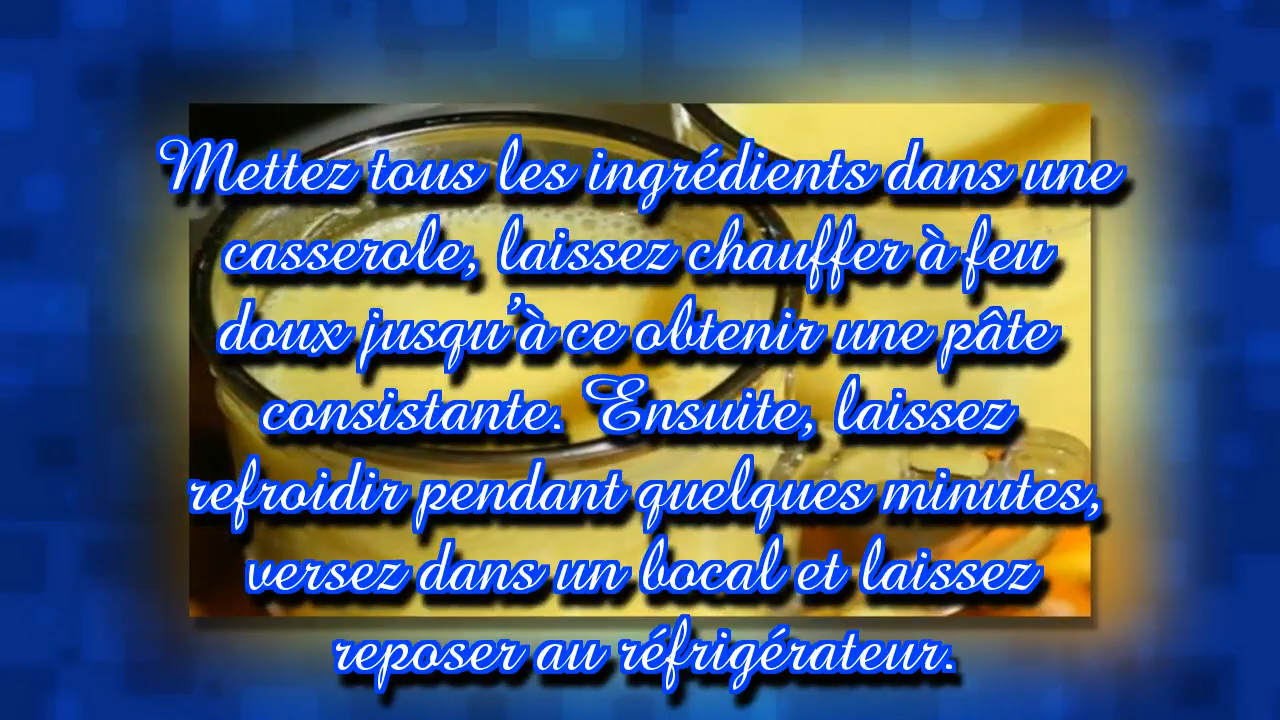 Mettez tous les ingrédients dans une
casserole, laissez chauffer à feu
doux jusqu'à ce obtenir une pâte
consistante. Ensuite, laissez
refroidir pendant quelques minutes,
versez dans un bocal et laissez
reposer au réfrigérateur.